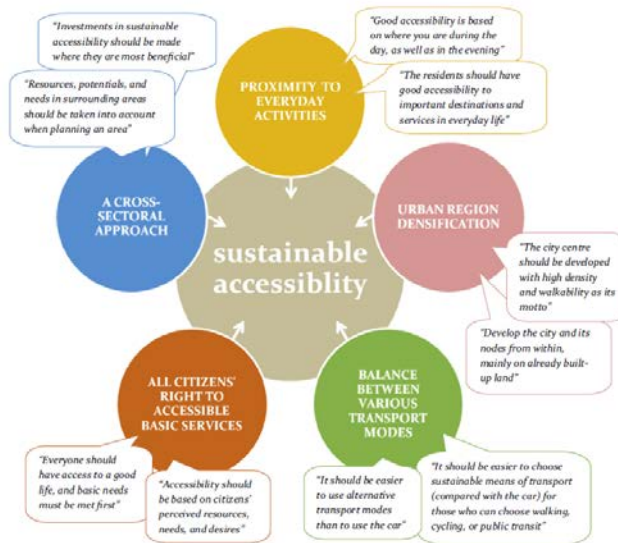 "Investments in sustainable
accessibility should be made
where they are most beneficial"
"Resources, potentials, and
needs in surrounding areas
should be taken into account
when planning an area"
"Good accessibility is based
on where you are during the
day, as well as in the evening"
"The residents should have
good accessibility to
important destinations and
services in everyday life"
PROXIMITY TO
EVERYDAY
ACTIVITIES
A CROSS-
SECTORAL
APPROACH
URBAN REGION
DENSIFICATION
"The city centre
should be developed
with high density
and walkability as its
motto"
"Develop the city and its
nodes from within,
mainly on already built-
up land"
sustainable
accessiblity
ALL CITIZENS'
RIGHT TO
ACCESSIBLE
BASIC SERVICES
BALANCE
BETWEEN
VARIOUS
TRANSPORT
MODES
"Everyone should
have access to a good
life, and basic needs
must be met first"
"Accessibility should
be based on citizens'
perceived resources,
needs, and desires"
"It should be easier
to use alternative
transport modes
than to use the car"
"It should be easier to choose
sustainable means of transport
(compared with the car) for
those who can choose walking,
cycling, or public transit"